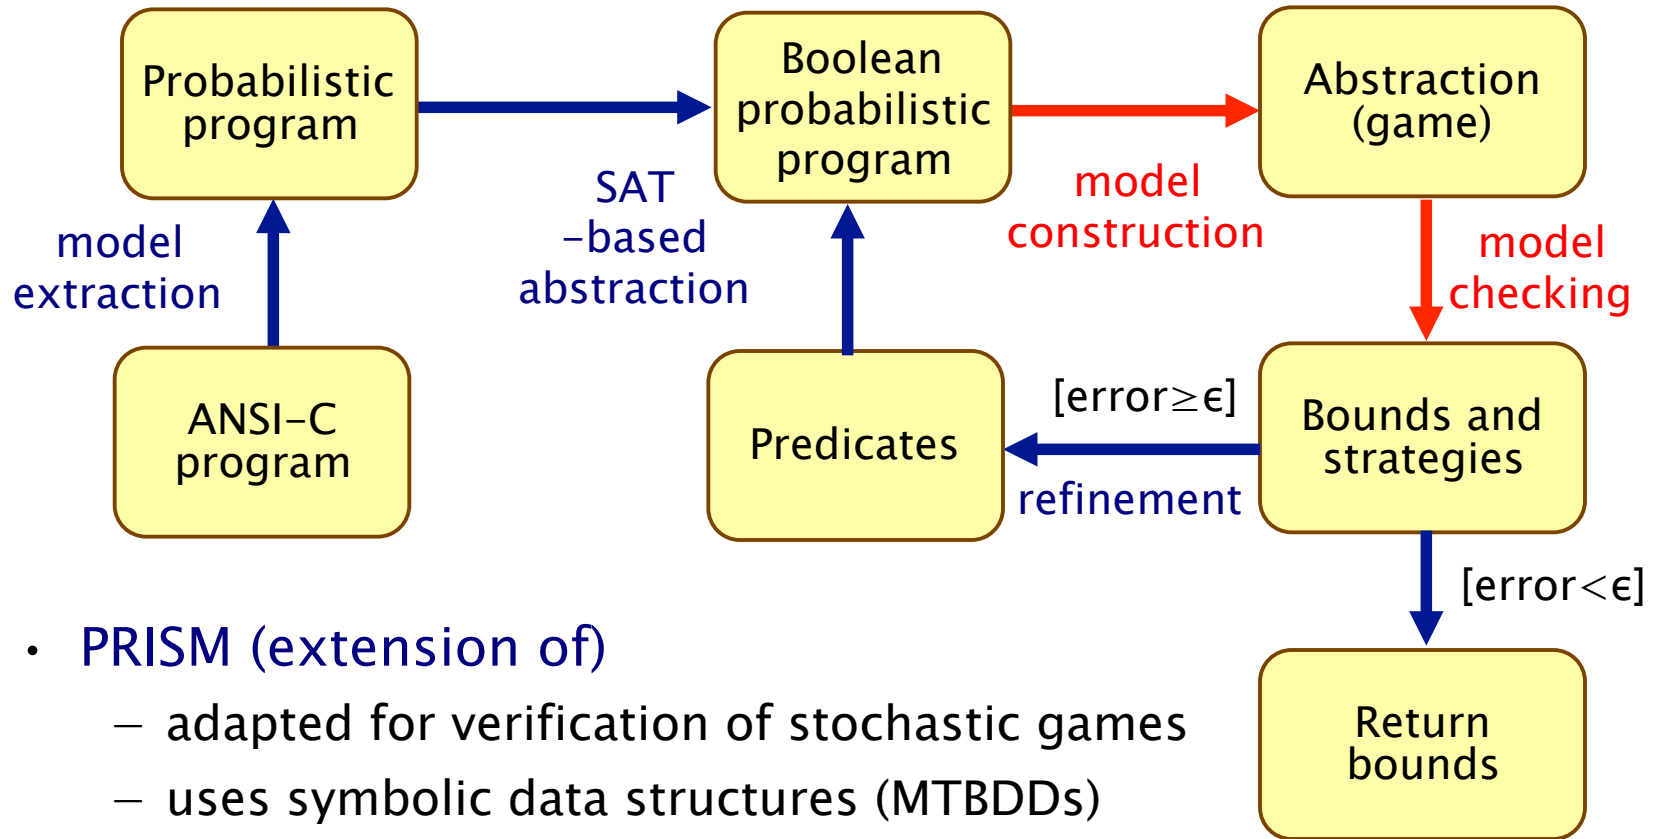 Probabilistic
program
Boolean
probabilistic
program
Abstraction
(game)
model
extraction
SAT
-based
abstraction
model
construction
model
checking
ANSI-C
program
Predicates
[error≥ϵ]
refinement
Bounds and
strategies
[error<ϵ]
Return
bounds
• PRISM (extension of)
– adapted for verification of stochastic games
– uses symbolic data structures (MTBDDs)